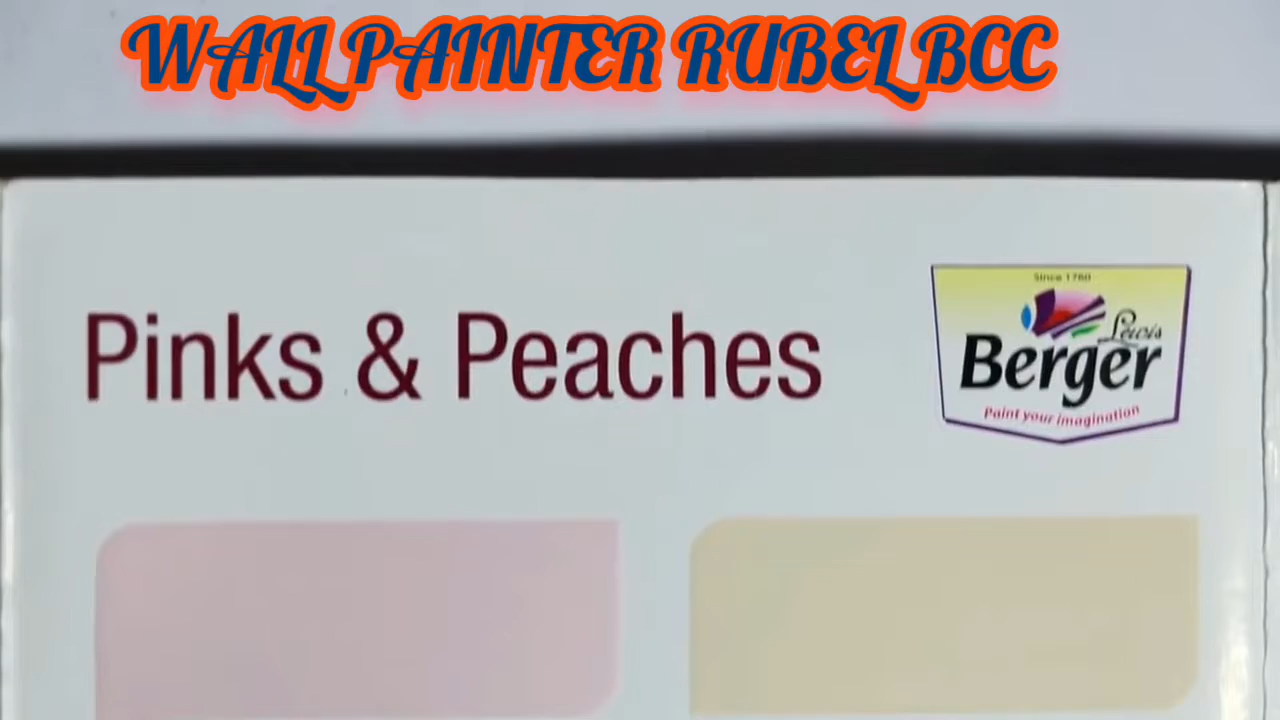 WALL PAINTER RUBEL BCC
Pinks & Peaches
Since 1760
Lewis
Berger
Paint your imagination